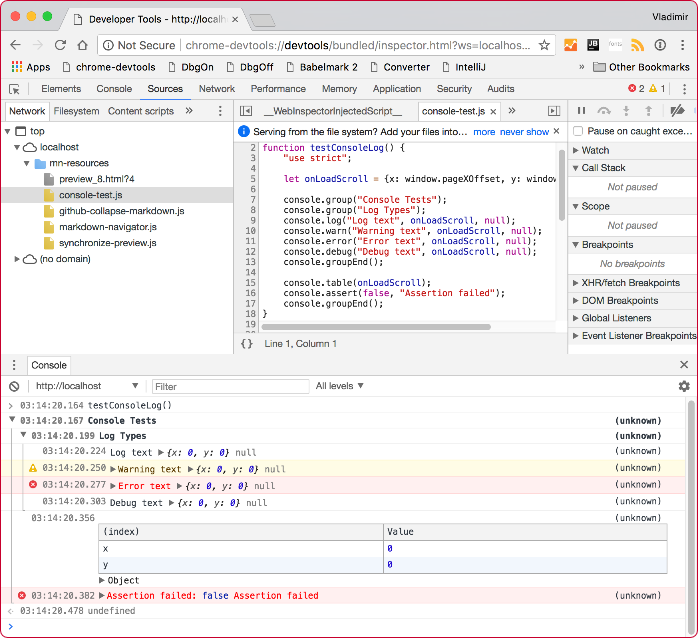 Developer Tools - http://localh
Vladimir
Not Secure chrome-devtools://devtools/bundled/inspector.html?ws=localhos...
Apps chrome-devtools DbgOn DbgOff Babelmark 2 Converter IntelliJ » Other Bookmarks
Elements Console Sources Network Performance Memory Application Security Audits 2 1
Network Filesystem Content scripts »
__WebInspectorInjectedScript__ console-test.js × »
Serving from the file system? Add your files into... more never show ×
top
localhost
mn-resources
preview_8.html?4
console-test.js
github-collapse-markdown.js
markdown-navigator.js
synchronize-preview.js
(no domain)
2 function testConsoleLog() {
3 "use strict";
4
5 let onLoadScroll = {x: window.pageXOffset, y: window
6
7 console.group("Console Tests");
8 console.group("Log Types");
9 console.log("Log text", onLoadScroll, null);
10 console.warn("Warning text", onLoadScroll, null);
11 console.error("Error text", onLoadScroll, null);
12 console.debug("Debug text", onLoadScroll, null);
13 console.groupEnd();
14
15 console.table(onLoadScroll);
16 console.assert(false, "Assertion failed");
17 console.groupEnd();
18 }
19
{} Line 1, Column 1
Pause on caught exce...
Watch
Call Stack
Not paused
Scope
Not paused
Breakpoints
No breakpoints
XHR/fetch Breakpoints
DOM Breakpoints
Global Listeners
Event Listener Breakpoints
Console
http://localhost Filter All levels
03:14:20.164 testConsoleLog()
03:14:20.167 Console Tests (unknown)
03:14:20.199 Log Types (unknown)
03:14:20.224 Log text {x: 0, y: 0} null (unknown)
03:14:20.250 Warning text {x: 0, y: 0} null (unknown)
03:14:20.277 Error text {x: 0, y: 0} null (unknown)
03:14:20.303 Debug text {x: 0, y: 0} null (unknown)
03:14:20.356 (unknown)
(index) Value
x 0
y 0
Object
03:14:20.382 Assertion failed: false Assertion failed (unknown)
03:14:20.478 undefined